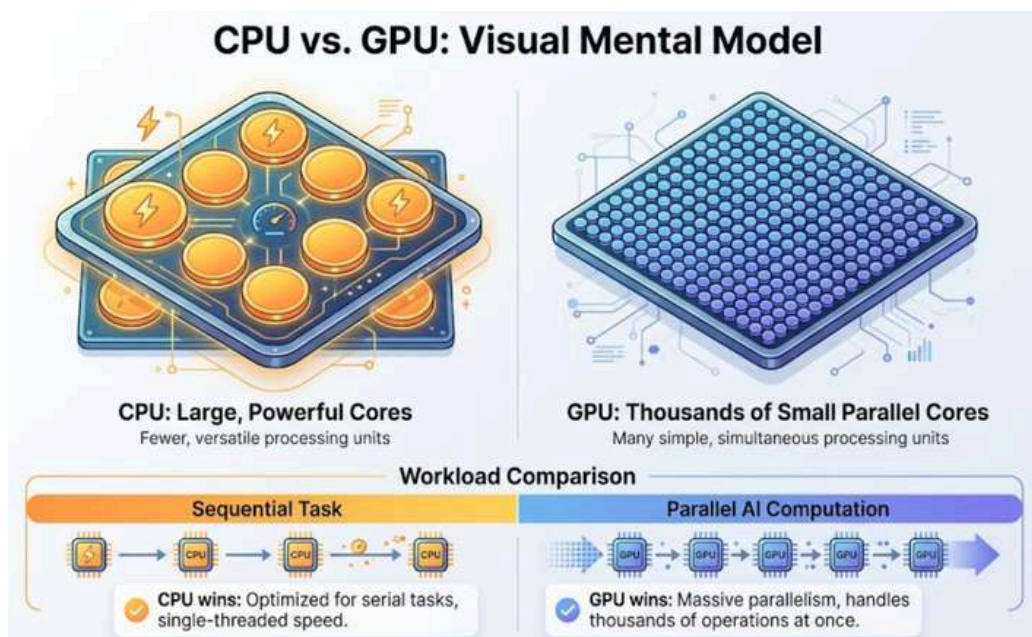 CPU vs. GPU: Visual Mental Model
CPU: Large, Powerful Cores
Fewer, versatile processing units
GPU: Thousands of Small Parallel Cores
Many simple, simultaneous processing units
Workload Comparison
Sequential Task
Parallel AI Computation
CPU
CPU
CPU
GPU
GPU
GPU
GPU
GPU
CPU wins: Optimized for serial tasks,
single-threaded speed.
GPU wins: Massive parallelism, handles
thousands of operations at once.